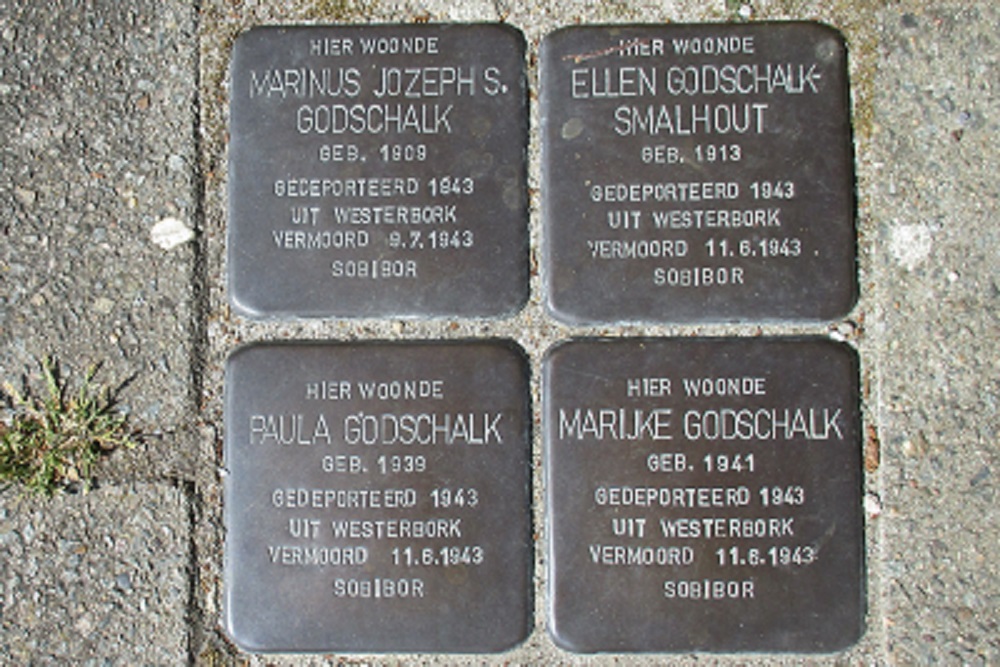 HIER WOONDE
MARINUS JOZEPH S.
GODSCHALK
GEB. 1909
GEDEPORTEERD 1943
UIT WESTERBORK
VERMOORD 9.7.1943
SOBIBOR
HIER WOONDE
ELLEN GODSCHALK-
SMALHOUT
GEB. 1913
GEDEPORTEERD 1943
UIT WESTERBORK
VERMOORD 11.6.1943
SOBIBOR
HIER WOONDE
PAULA GODSCHALK
GEB. 1939
GEDEPORTEERD 1943
UIT WESTERBORK
VERMOORD 11.6.1943
SOBIBOR
HIER WOONDE
MARIJKE GODSCHALK
GEB. 1941
GEDEPORTEERD 1943
UIT WESTERBORK
VERMOORD 11.6.1943
SOBIBOR